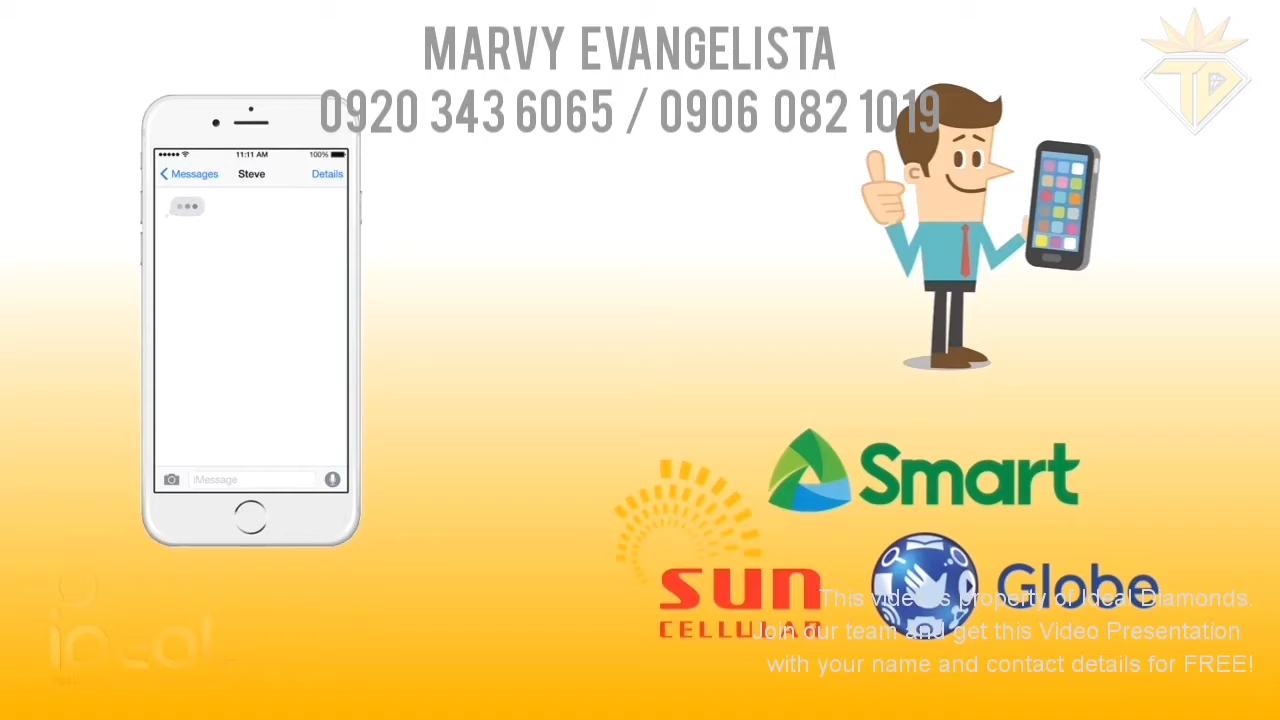 MARVY EVANGELISTA
0920 343 6065 / 0906 082 1019
11:11 AM
100%
Messages
Steve
Details
iMessage
Smart
sun
CELLULAR
Globe
ideal
TD
This video is property of Ideal Diamonds.
Join our team and get this Video Presentation
with your name and contact details for FREE!